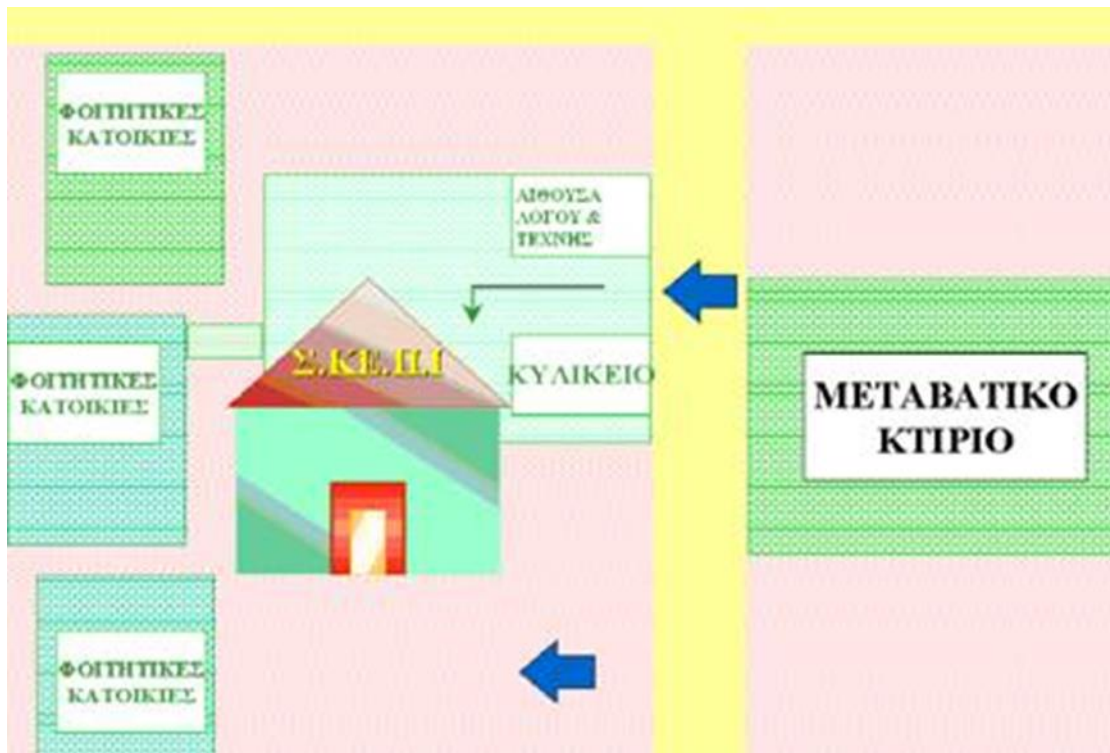 ΦΟΙΤΗΤΙΚΕΣ
ΚΑΤΟΙΚΙΕΣ
ΑΙΘΟΥΣΑ
ΛΟΓΟΥ &
ΤΕΧΝΗΣ
Σ.ΚΕ.Π.Ι
ΚΥΛΙΚΕΙΟ
ΦΟΙΤΗΤΙΚΕΣ
ΚΑΤΟΙΚΙΕΣ
ΜΕΤΑΒΑΤΙΚΟ
ΚΤΙΡΙΟ
ΦΟΙΤΗΤΙΚΕΣ
ΚΑΤΟΙΚΙΕΣ